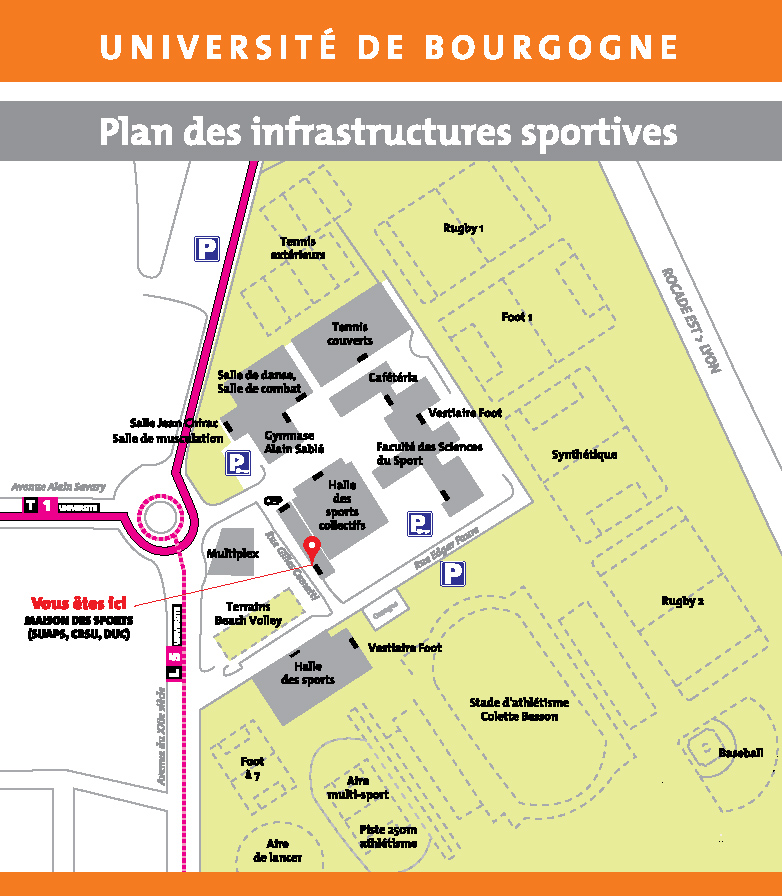 UNIVERSITÉ DE BOURGOGNE
Plan des infrastructures sportives
P
Tennis
extérieurs
Rugby 1
ROCADE EST > LYON
Foot 1
Tennis
couverts
Salle de danse,
Salle de combat
Cafétéria
Salle Jean Chirac
Salle de musculation
Vestiaire Foot
Gymnase
Alain Sablé
Faculté des Sciences
du Sport
Synthétique
P
Avenue Alain Savary
T 1 UNIVERSITÉ
Halle
des
sports
collectifs
CEP
P
Multiplex
Rue Edgar Faure
P
Vous êtes ici
MAISON DES SPORTS
(SUAPS, CRSU, DUC)
Terrains
Beach Volley
Rugby 2
L 5 UNIVERSITÉ
Vestiaire Foot
Halle
des sports
Stade d'athlétisme
Colette Besson
Avenue du XXIe siècle
Baseball
Foot
à 7
Aire
multi-sport
Piste 250m
athlétisme
Aire
de lancer